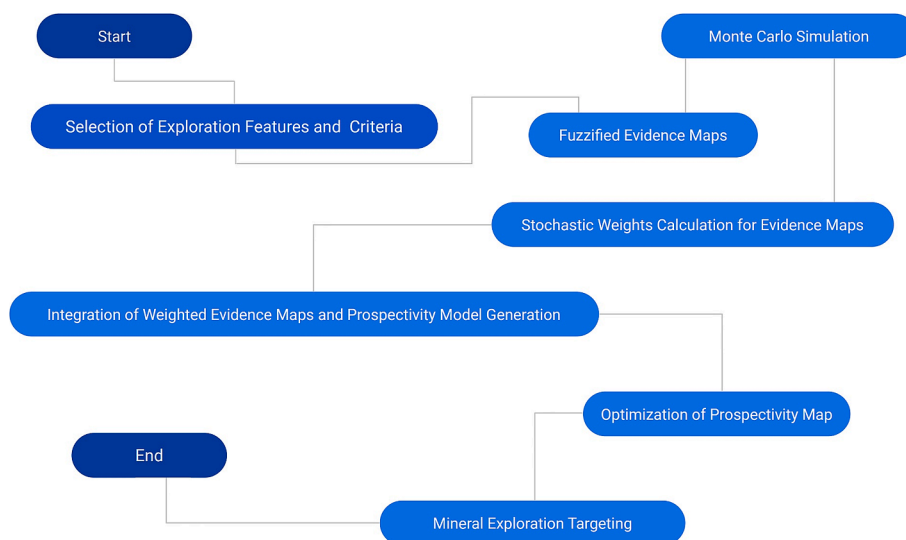 Start
Monte Carlo Simulation
Selection of Exploration Features and Criteria
Fuzzified Evidence Maps
Stochastic Weights Calculation for Evidence Maps
Integration of Weighted Evidence Maps and Prospectivity Model Generation
Optimization of Prospectivity Map
End
Mineral Exploration Targeting